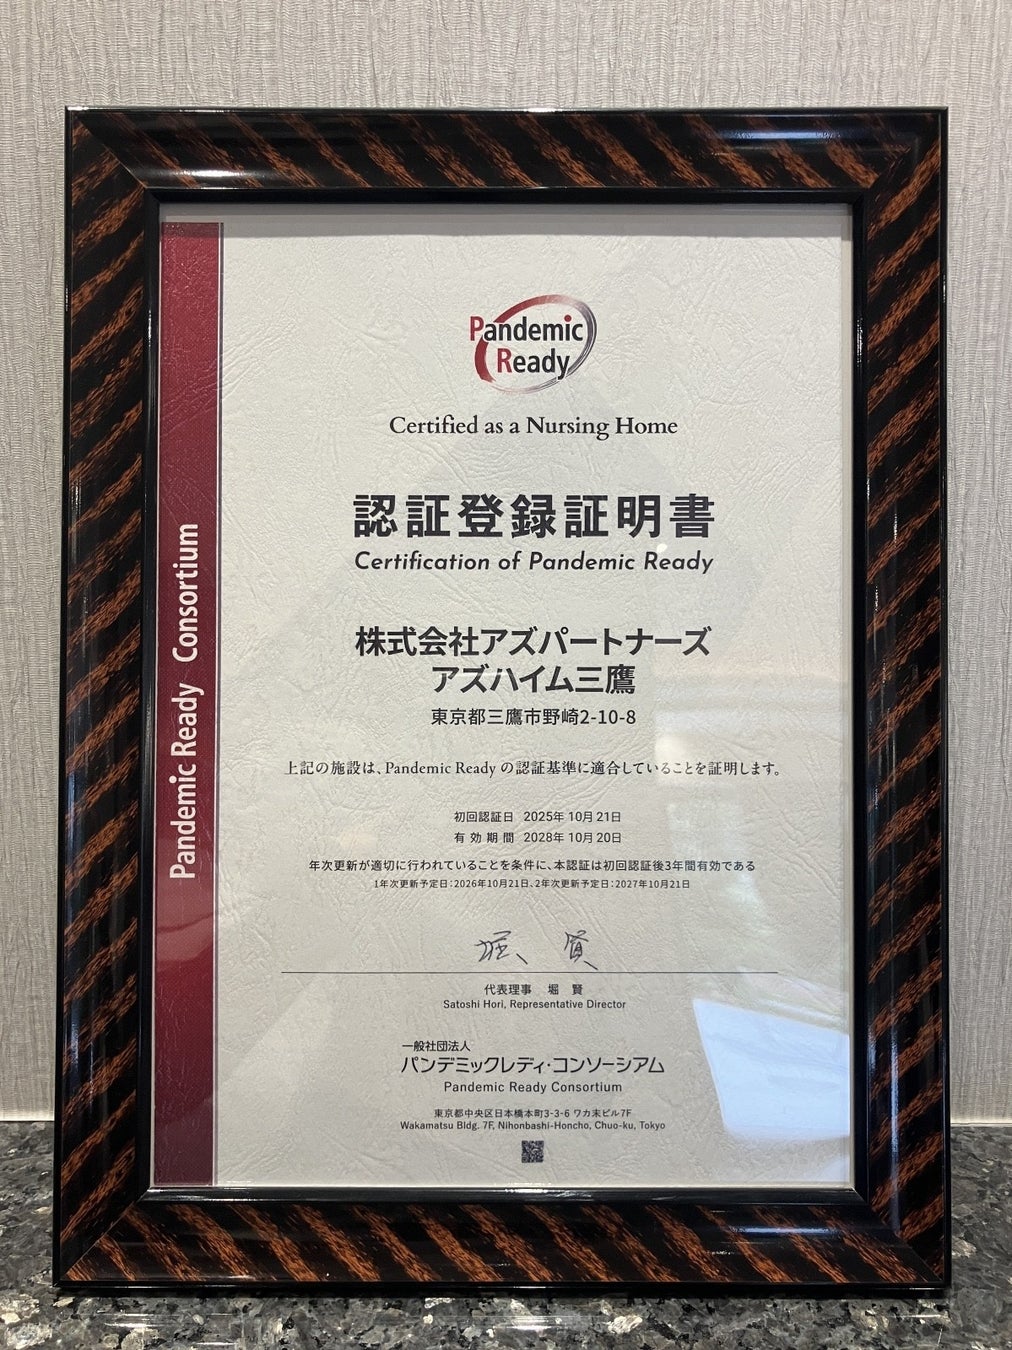 Pandemic Ready Consortium
Pandemic
Ready
Certified as a Nursing Home
認証登録証明書
Certification of Pandemic Ready
株式会社アズパートナーズ
アズハイム三鷹
東京都三鷹市野崎2-10-8
上記の施設は、Pandemic Ready の認証基準に適合していることを証明します。
初回認証日 2025年10月21日
有効期間 2028年10月20日
年次更新が適切に行われていることを条件に、本認証は初回認証後3年間有効である
1年次更新予定日：2026年10月21日、2年次更新予定日：2027年10月21日
堀 賢
代表理事 堀 賢
Satoshi Hori, Representative Director
一般社団法人
パンデミックレディ・コンソーシアム
Pandemic Ready Consortium
東京都中央区日本橋本町3-3-6 ワカ末ビル7F
Wakamatsu Bldg. 7F, Nihonbashi-Honcho, Chuo-ku, Tokyo